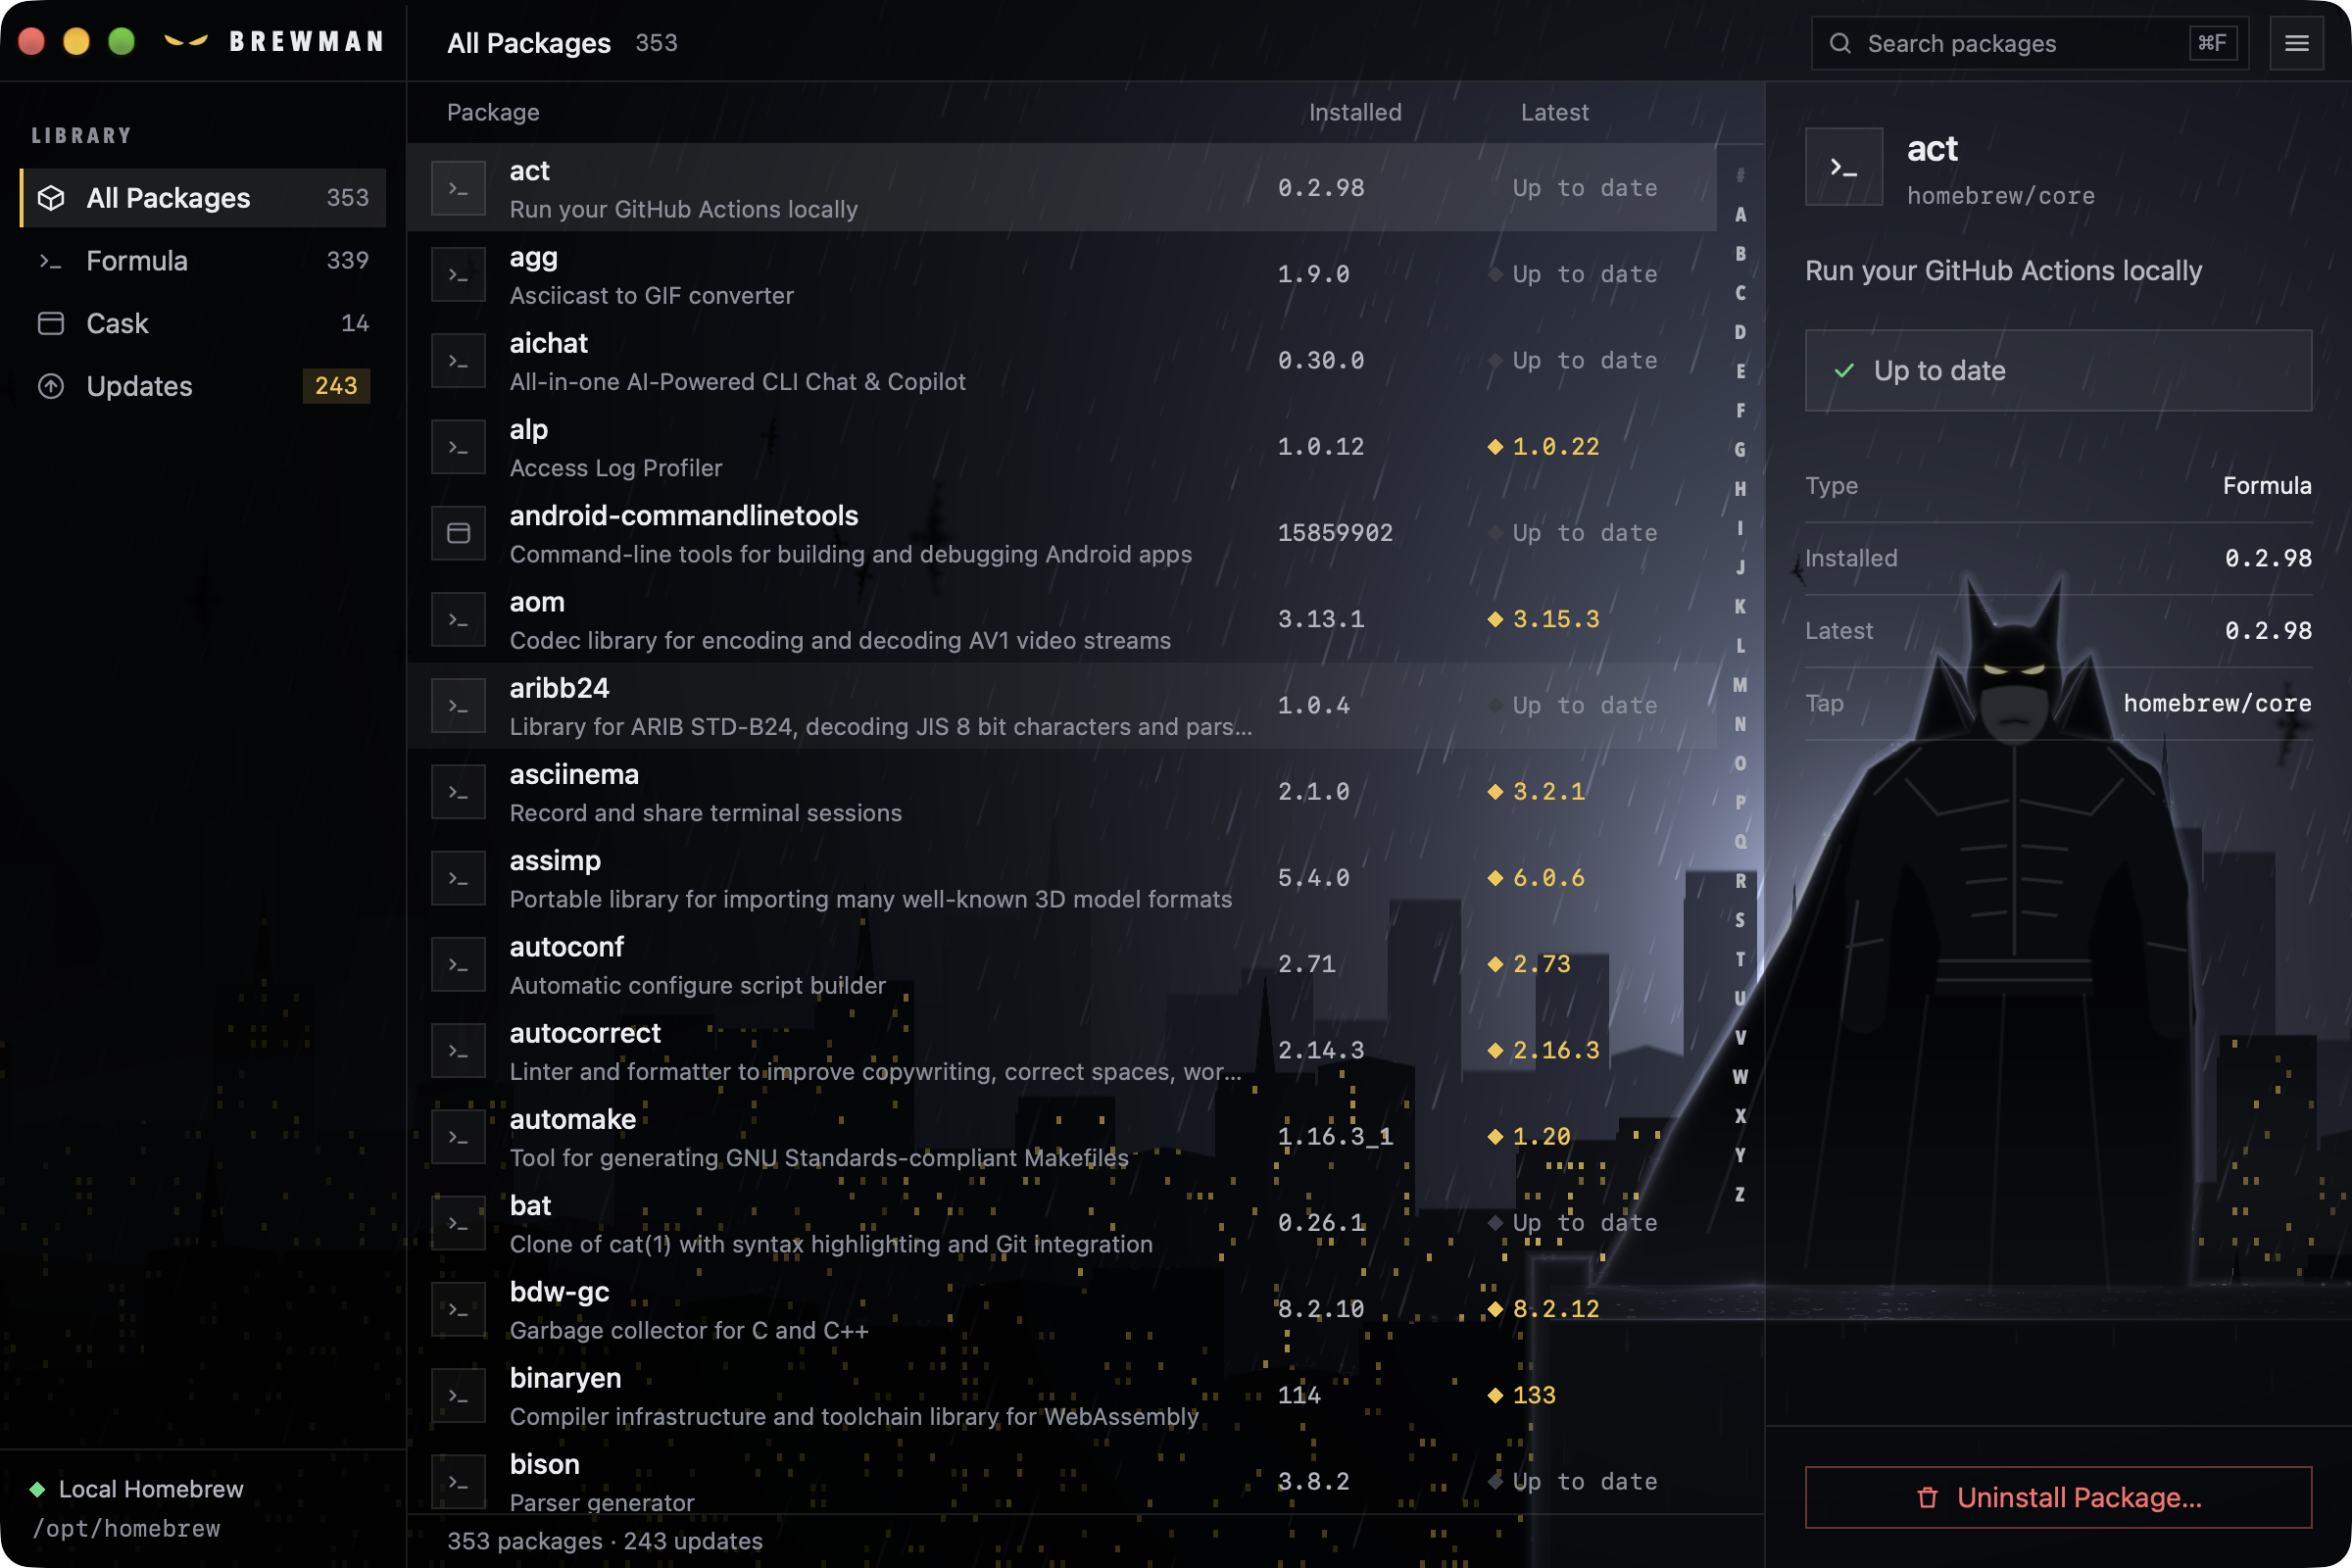 BREWMAN
All Packages 353
Search packages ⌘F
LIBRARY
All Packages 353
Formula 339
Cask 14
Updates 243
Local Homebrew
/opt/homebrew
Package Installed Latest
act
Run your GitHub Actions locally
0.2.98 Up to date
agg
Asciicast to GIF converter
1.9.0 Up to date
aichat
All-in-one AI-Powered CLI Chat & Copilot
0.30.0 Up to date
alp
Access Log Profiler
1.0.12 1.0.22
android-commandlinetools
Command-line tools for building and debugging Android apps
15859902 Up to date
aom
Codec library for encoding and decoding AV1 video streams
3.13.1 3.15.3
aribb24
Library for ARIB STD-B24, decoding JIS 8 bit characters and pars...
1.0.4 Up to date
asciinema
Record and share terminal sessions
2.1.0 3.2.1
assimp
Portable library for importing many well-known 3D model formats
5.4.0 6.0.6
autoconf
Automatic configure script builder
2.71 2.73
autocorrect
Linter and formatter to improve copywriting, correct spaces, wor...
2.14.3 2.16.3
automake
Tool for generating GNU Standards-compliant Makefiles
1.16.3_1 1.20
bat
Clone of cat(1) with syntax highlighting and Git integration
0.26.1 Up to date
bdw-gc
Garbage collector for C and C++
8.2.10 8.2.12
binaryen
Compiler infrastructure and toolchain library for WebAssembly
114 133
bison
Parser generator
3.8.2 Up to date
353 packages · 243 updates
#
A
B
C
D
E
F
G
H
I
J
K
L
M
N
O
P
Q
R
S
T
U
V
W
X
Y
Z
act
homebrew/core
Run your GitHub Actions locally
Up to date
Type Formula
Installed 0.2.98
Latest 0.2.98
Tap homebrew/core
Uninstall Package...